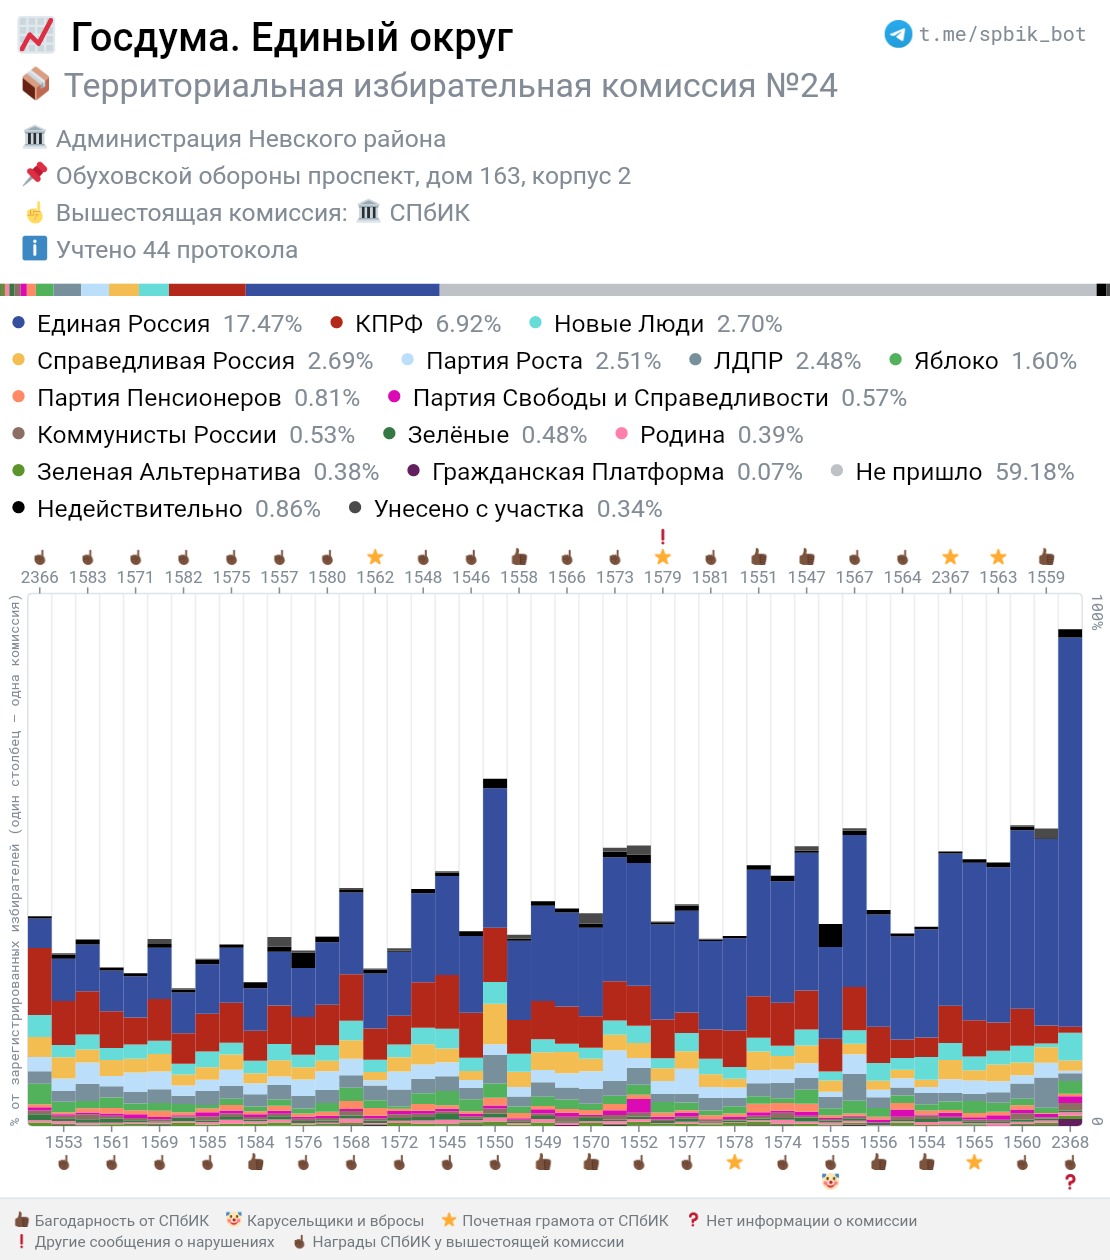 Госдума. Единый округ
t.me/spbik_bot
Территориальная избирательная комиссия №24
Администрация Невского района
Обуховской обороны проспект, дом 163, корпус 2
Вышестоящая комиссия: СПбИК
Учтено 44 протокола
Единая Россия 17.47% КПРФ 6.92% Новые Люди 2.70%
Справедливая Россия 2.69% Партия Роста 2.51% ЛДПР 2.48% Яблоко 1.60%
Партия Пенсионеров 0.81% Партия Свободы и Справедливости 0.57%
Коммунисты России 0.53% Зелёные 0.48% Родина 0.39%
Зеленая Альтернатива 0.38% Гражданская Платформа 0.07% Не пришло 59.18%
Недействительно 0.86% Унесено с участка 0.34%
2366 1583 1571 1582 1575 1557 1580 1562 1548 1546 1558 1566 1573 1579 1581 1551 1547 1567 1564 2367 1563 1559
% от зарегистрированных избирателей (один столбец — одна комиссия)
100%
0
1553 1561 1569 1585 1584 1576 1568 1572 1545 1550 1549 1570 1552 1577 1578 1574 1555 1556 1554 1565 1560 2368
Багодарность от СПбИК Карусельщики и вбросы Почетная грамота от СПбИК Нет информации о комиссии
Другие сообщения о нарушениях Награды СПбИК у вышестоящей комиссии